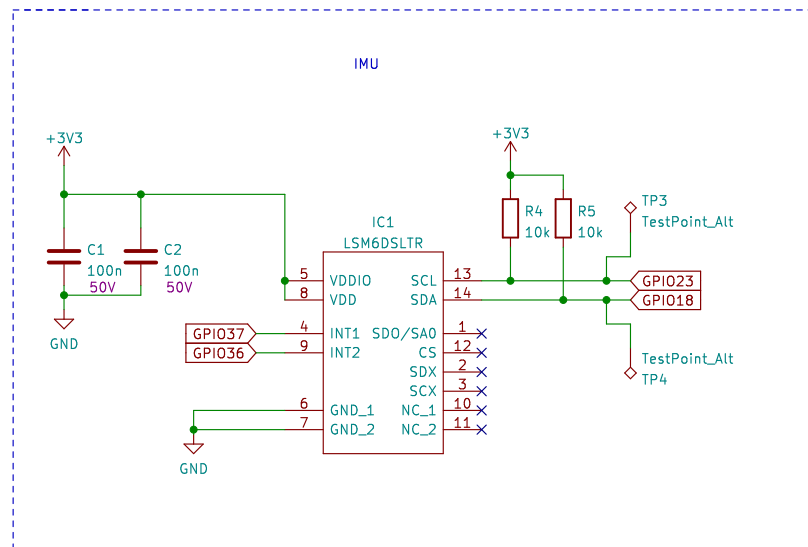 IMU
+3V3
+3V3
C1
100n
50V
C2
100n
50V
GND
R4
10k
R5
10k
TP3
TestPoint_Alt
IC1
LSM6DSLTR
5 VDDIO SCL 13
8 VDD SDA 14
GPIO23
GPIO18
GPIO37
GPIO36
4 INT1 SDO/SA0 1
9 INT2 CS 12
SDX 2
SCX 3
6 GND_1 NC_1 10
7 GND_2 NC_2 11
TestPoint_Alt
TP4
GND